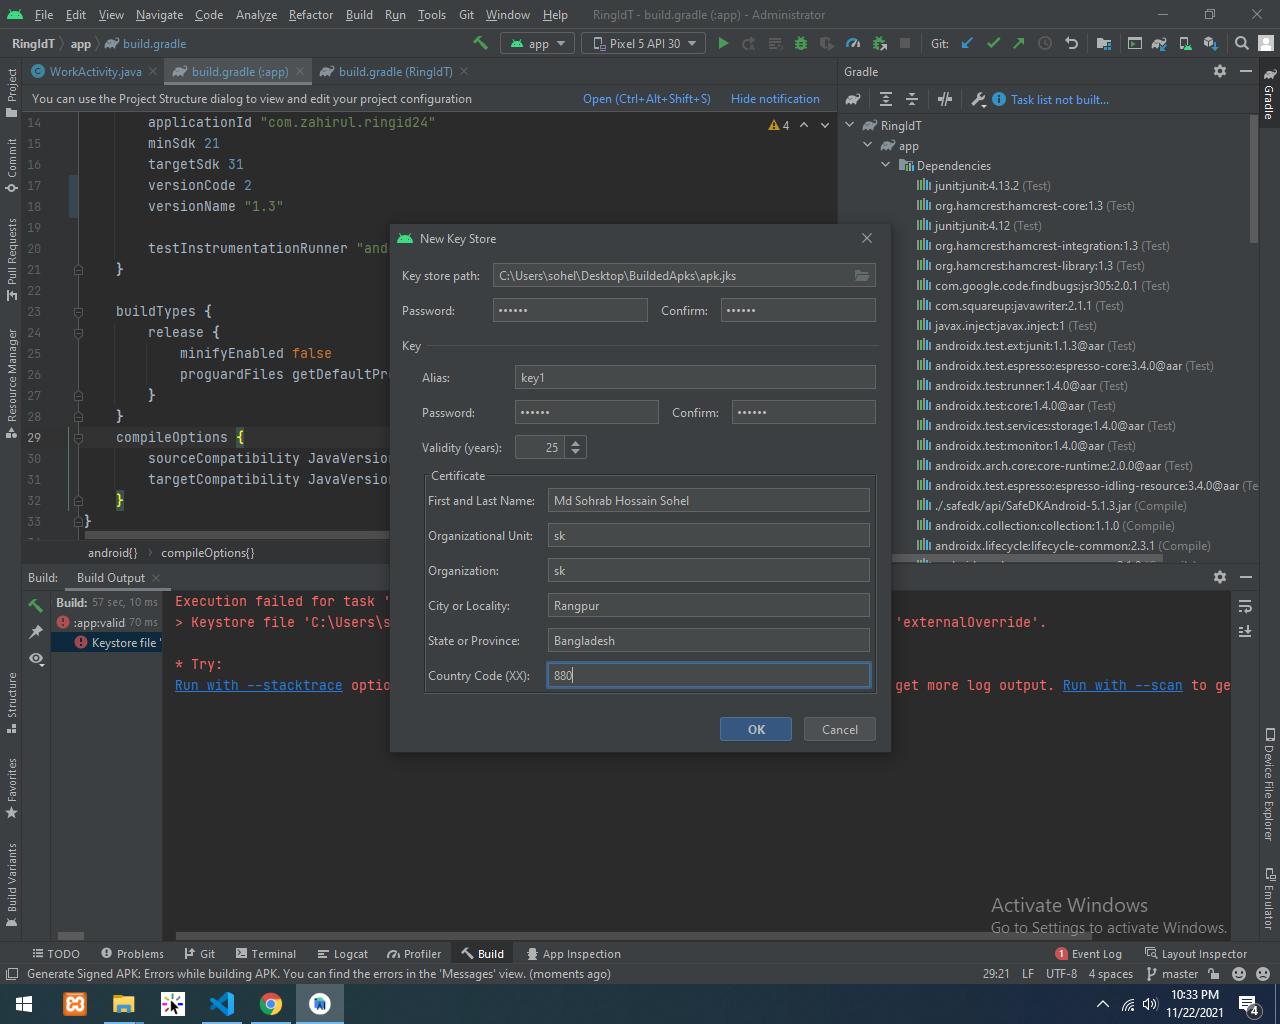 File Edit View Navigate Code Analyze Refactor Build Run Tools Git Window Help RingIdT - build.gradle (:app) - Administrator
RingIdT app build.gradle app Pixel 5 API 30 Git:
WorkActivity.java build.gradle (:app) build.gradle (RingIdT) Gradle
You can use the Project Structure dialog to view and edit your project configuration Open (Ctrl+Alt+Shift+S) Hide notification Task list not built...
14 applicationId "com.zahirul.ringid24" 4
15 minSdk 21
16 targetSdk 31
17 versionCode 2
18 versionName "1.3"
19
20 testInstrumentationRunner "and
21 }
22
23 buildTypes {
24 release {
25 minifyEnabled false
26 proguardFiles getDefaultPr
27 }
28 }
29 compileOptions {
30 sourceCompatibility JavaVersion
31 targetCompatibility JavaVersion
32 }
33 }
android{} compileOptions{}
RingIdT
app
Dependencies
junit:junit:4.13.2 (Test)
org.hamcrest:hamcrest-core:1.3 (Test)
junit:junit:4.12 (Test)
org.hamcrest:hamcrest-integration:1.3 (Test)
org.hamcrest:hamcrest-library:1.3 (Test)
com.google.code.findbugs:jsr305:2.0.1 (Test)
com.squareup:javawriter:2.1.1 (Test)
javax.inject:javax.inject:1 (Test)
androidx.test.ext:junit:1.1.3@aar (Test)
androidx.test.espresso:espresso-core:3.4.0@aar (Test)
androidx.test:runner:1.4.0@aar (Test)
androidx.test:core:1.4.0@aar (Test)
androidx.test.services:storage:1.4.0@aar (Test)
androidx.test:monitor:1.4.0@aar (Test)
androidx.arch.core:core-runtime:2.0.0@aar (Test)
androidx.test.espresso:espresso-idling-resource:3.4.0@aar (Te
./.safedk/api/SafeDKAndroid-5.1.3.jar (Compile)
androidx.collection:collection:1.1.0 (Compile)
androidx.lifecycle:lifecycle-common:2.3.1 (Compile)
New Key Store
Key store path: C:\Users\sohel\Desktop\BuildedApks\apk.jks
Password: •••••• Confirm: ••••••
Key
Alias: key1
Password: •••••• Confirm: ••••••
Validity (years): 25
Certificate
First and Last Name: Md Sohrab Hossain Sohel
Organizational Unit: sk
Organization: sk
City or Locality: Rangpur
State or Province: Bangladesh
Country Code (XX): 880
OK Cancel
Build: Build Output
Build: 57 sec, 10 ms
:app:valid 70 ms
Keystore file '
Execution failed for task '
> Keystore file 'C:\Users\s 'externalOverride'.
* Try:
Run with --stacktrace optio get more log output. Run with --scan to ge
Project
Commit
Pull Requests
Resource Manager
Structure
Favorites
Build Variants
Gradle
Device File Explorer
Emulator
Activate Windows
Go to Settings to activate Windows.
TODO Problems Git Terminal Logcat Profiler Build App Inspection 1 Event Log Layout Inspector
Generate Signed APK: Errors while building APK. You can find the errors in the 'Messages' view. (moments ago) 29:21 LF UTF-8 4 spaces master
10:33 PM
11/22/2021 4